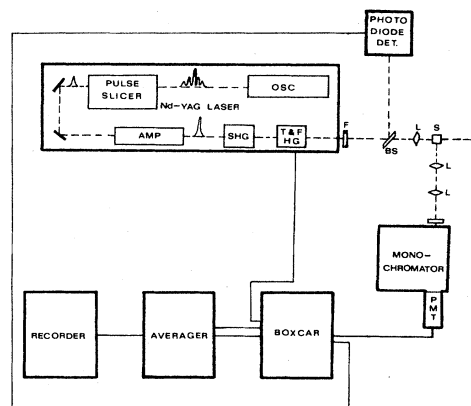 PHOTO
DIODE
DET.
PULSE
SLICER
OSC
Nd-YAG LASER
AMP
SHG
T&F
HG
F
BS
L
S
L
L
MONO-
CHROMATOR
PMT
RECORDER
AVERAGER
BOXCAR